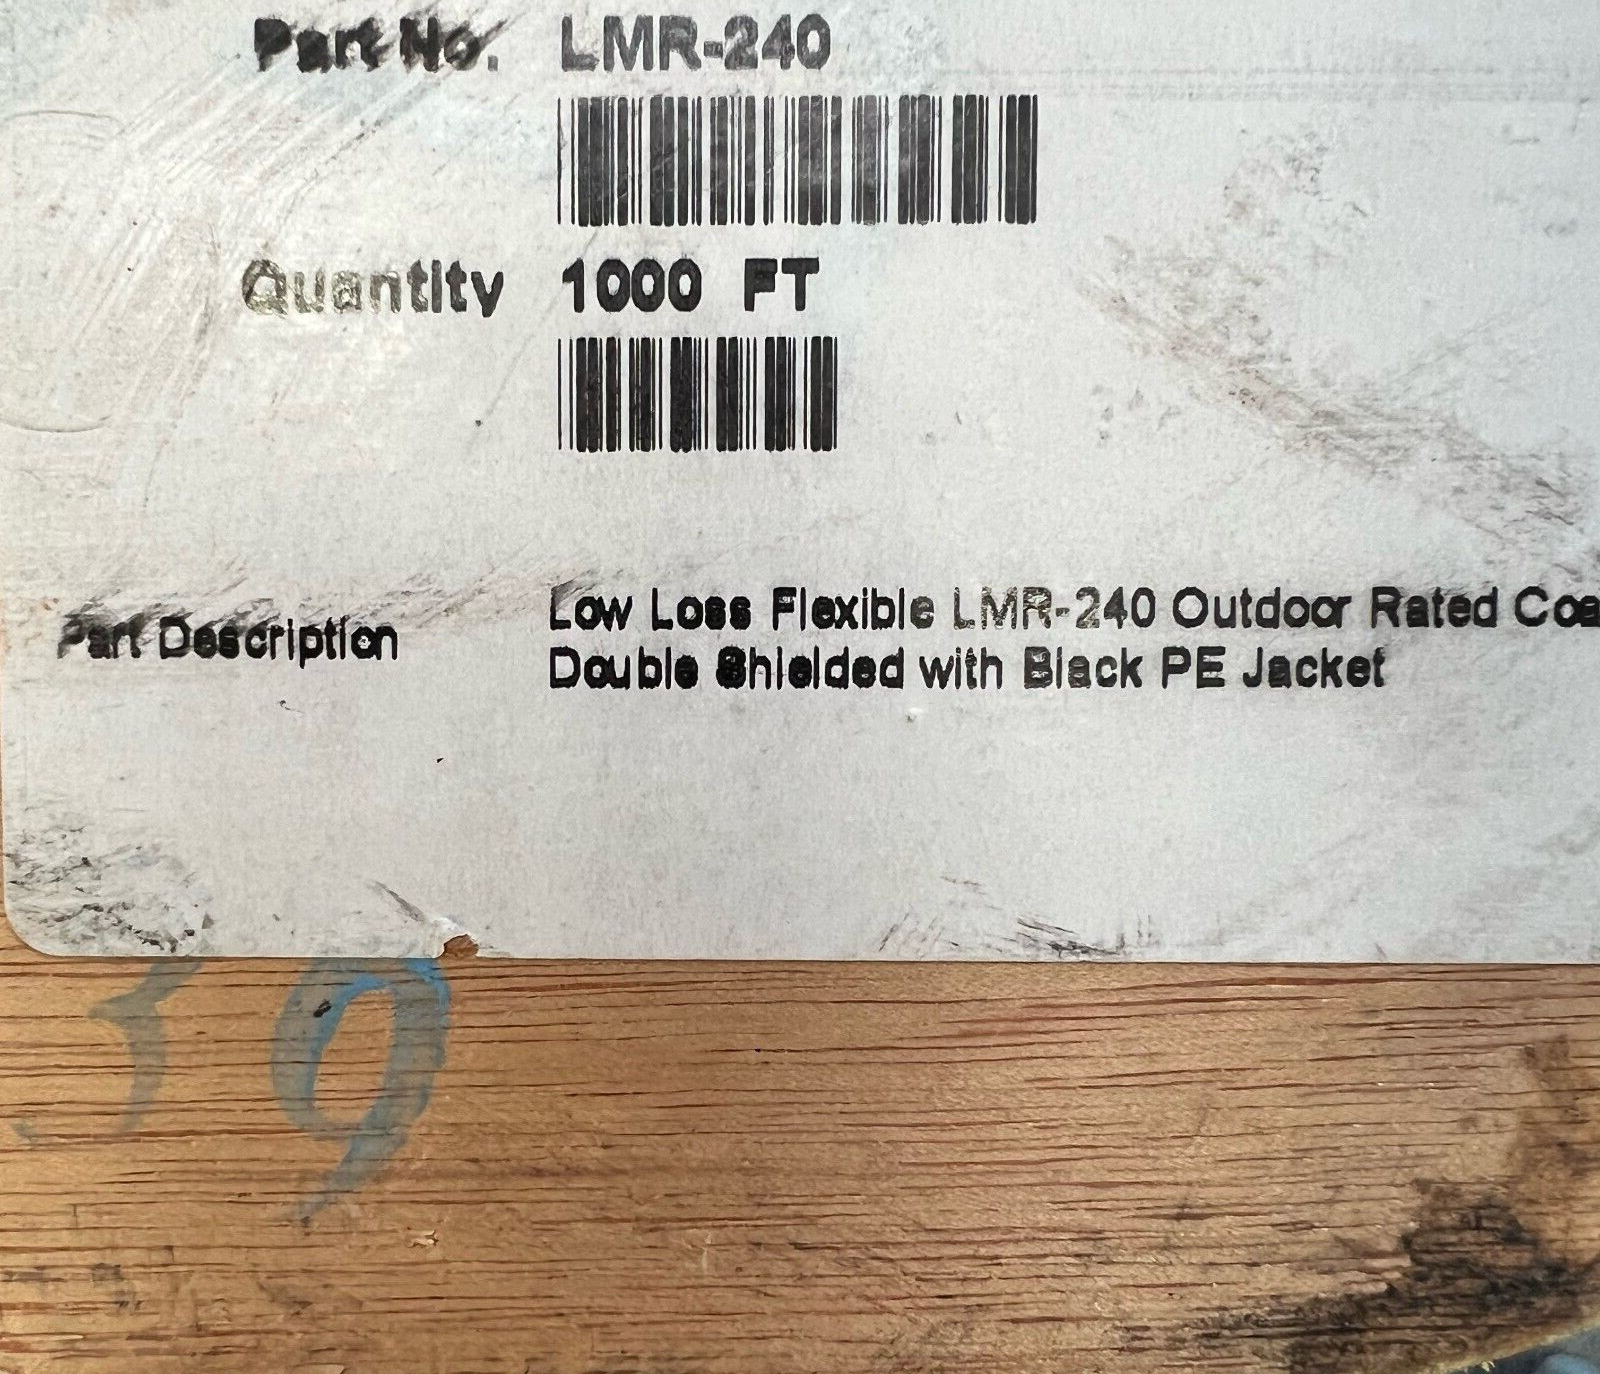 Part No. LMR-240
Quantity 1000 FT
Part Description Low Loss Flexible LMR-240 Outdoor Rated Coa
Double Shielded with Black PE Jacket